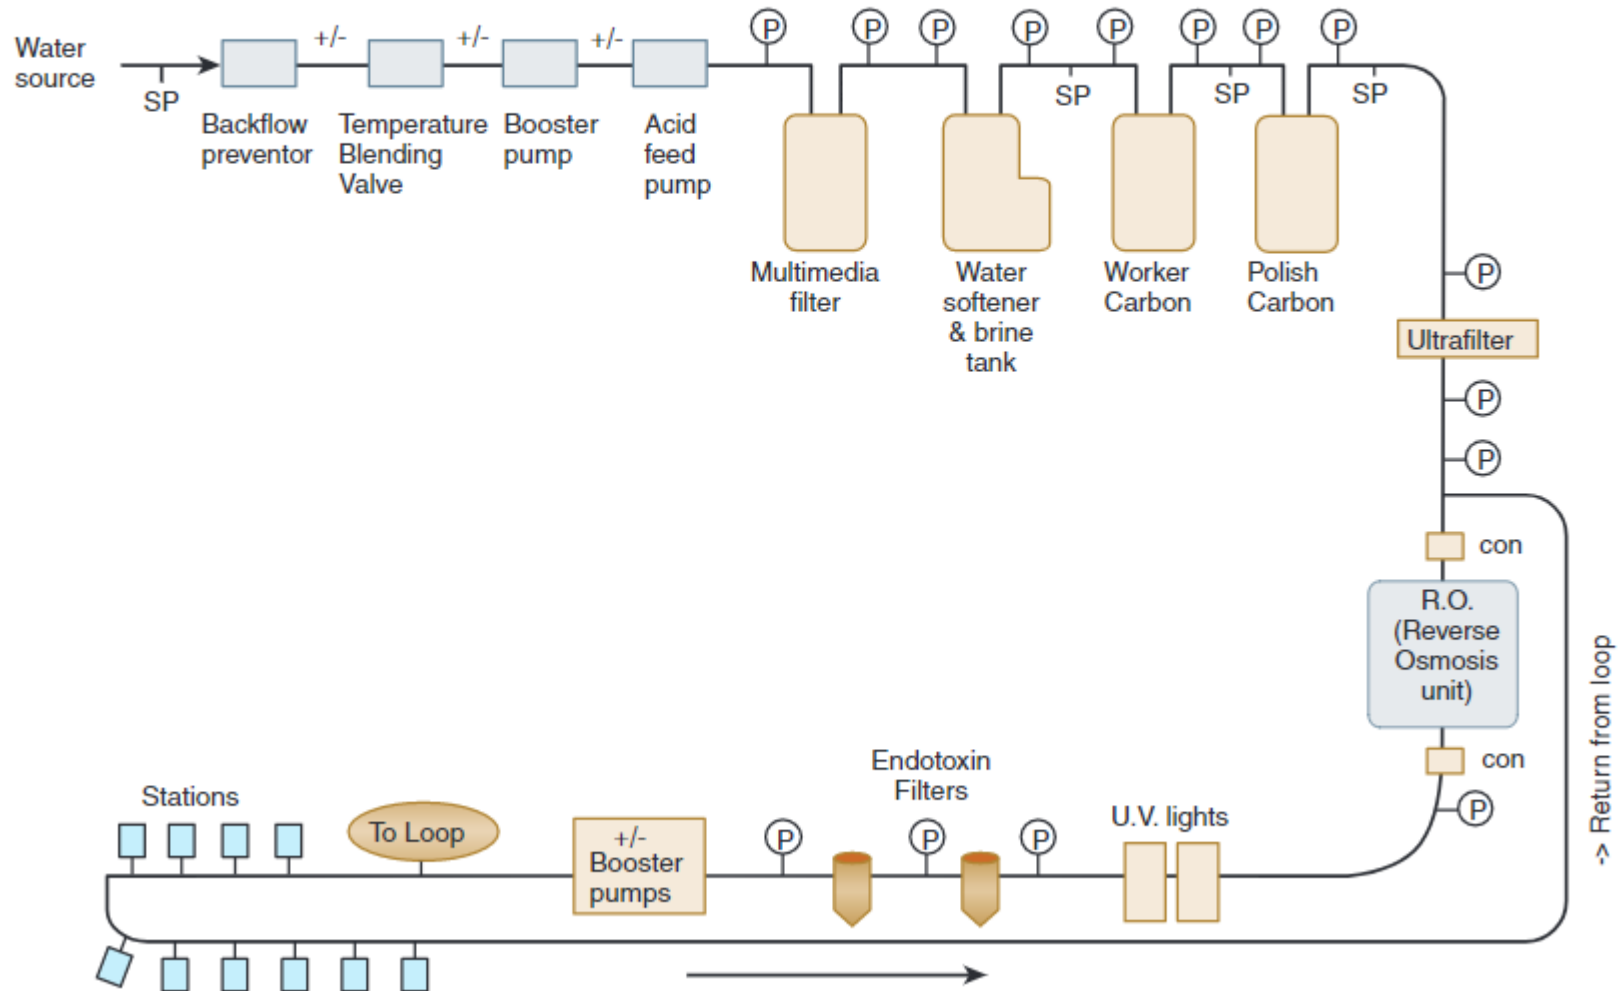 Water
source
SP
+/-
+/-
+/-
Backflow
preventor
Temperature
Blending
Valve
Booster
pump
Acid
feed
pump
P
P
P
P
P
P
P
P
SP
SP
SP
Multimedia
filter
Water
softener
& brine
tank
Worker
Carbon
Polish
Carbon
P
Ultrafilter
P
P
con
R.O.
(Reverse
Osmosis
unit)
con
P
-> Return from loop
U.V. lights
Endotoxin
Filters
P
P
P
+/-
Booster
pumps
To Loop
Stations